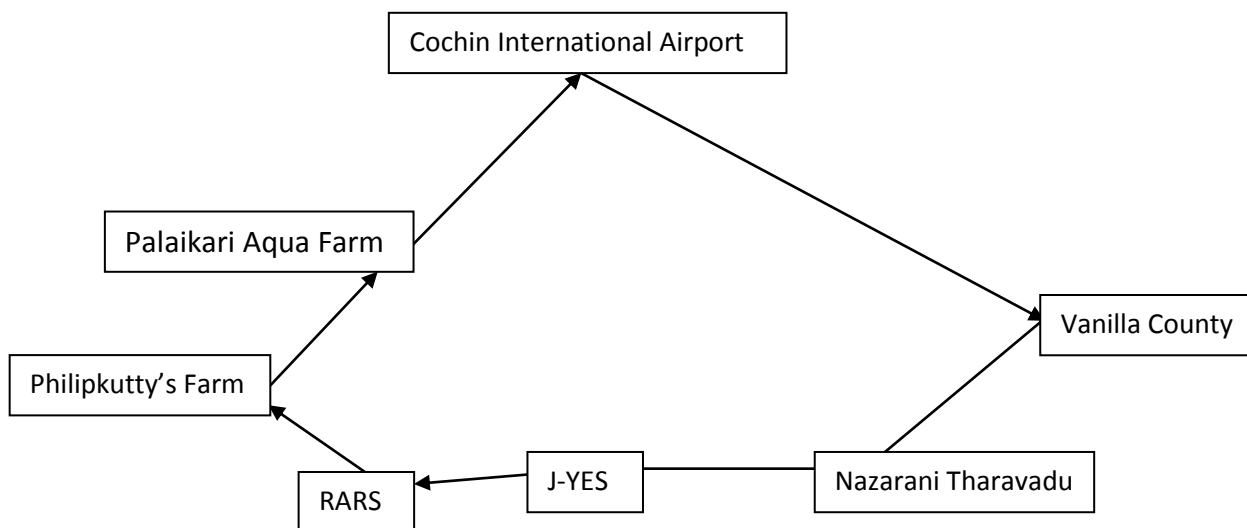 Cochin International Airport
Palaikari Aqua Farm
Vanilla County
Philipkutty’s Farm
J-YES
Nazarani Tharavadu
RARS